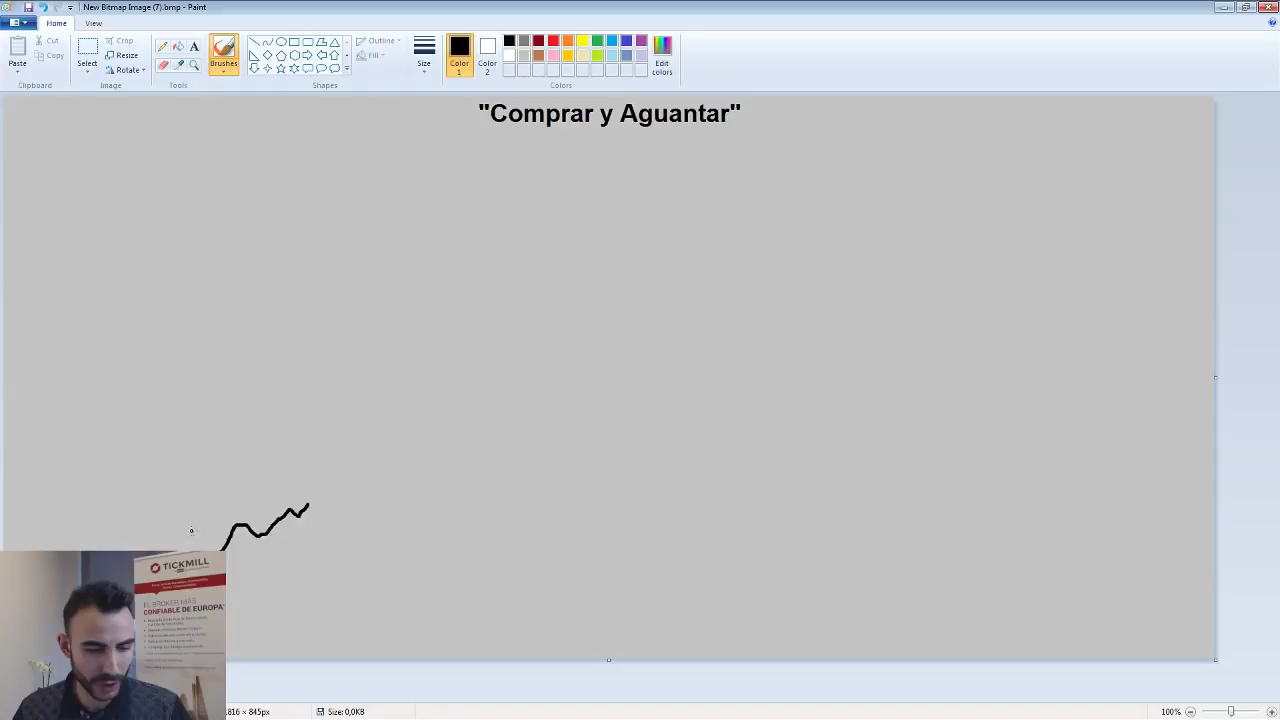 New Bitmap Image (7).bmp - Paint
Home
View
Paste
Cut
Copy
Clipboard
Select
Crop
Resize
Rotate
Image
A
Tools
Brushes
Outline
Fill
Shapes
Size
Color 1
Color 2
Edit colors
Colors
"Comprar y Aguantar"
TICKMILL
EL BROKER MÁS
CONFIABLE DE EUROPA
1816 × 845px
Size: 0,0KB
100%